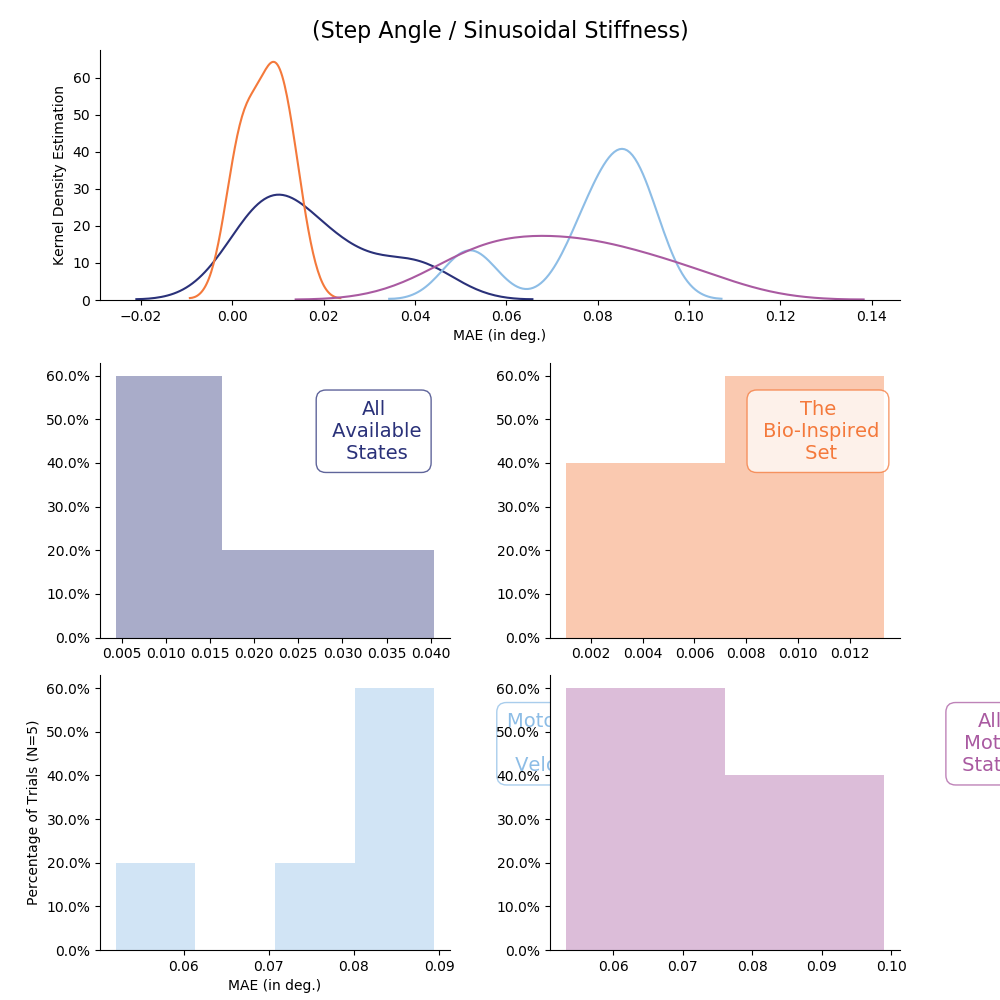 (Step Angle / Sinusoidal Stiffness)
Kernel Density Estimation
60
50
40
30
20
10
0
−0.02 0.00 0.02 0.04 0.06 0.08 0.10 0.12 0.14
MAE (in deg.)
60.0%
50.0%
40.0%
30.0%
20.0%
10.0%
0.0%
0.005 0.010 0.015 0.020 0.025 0.030 0.035 0.040
All
Available
States
60.0%
50.0%
40.0%
30.0%
20.0%
10.0%
0.0%
0.002 0.004 0.006 0.008 0.010 0.012
The
Bio-Inspired
Set
Percentage of Trials (N=5)
60.0%
50.0%
40.0%
30.0%
20.0%
10.0%
0.0%
0.06 0.07 0.08 0.09
MAE (in deg.)
60.0%
50.0%
40.0%
30.0%
20.0%
10.0%
0.0%
0.06 0.07 0.08 0.09 0.10
All